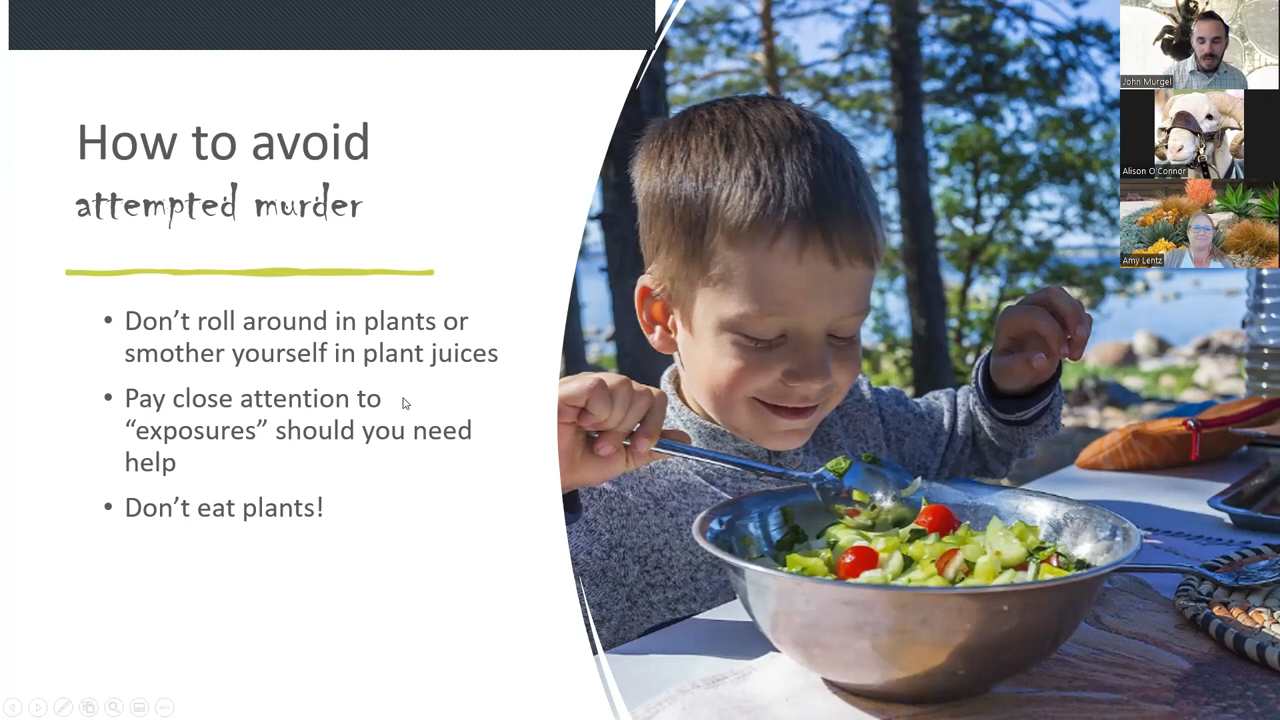 How to avoid
attempted murder
• Don’t roll around in plants or
smother yourself in plant juices
• Pay close attention to
“exposures” should you need
help
• Don’t eat plants!
John Murgel
Alison O'Connor
Amy Lentz